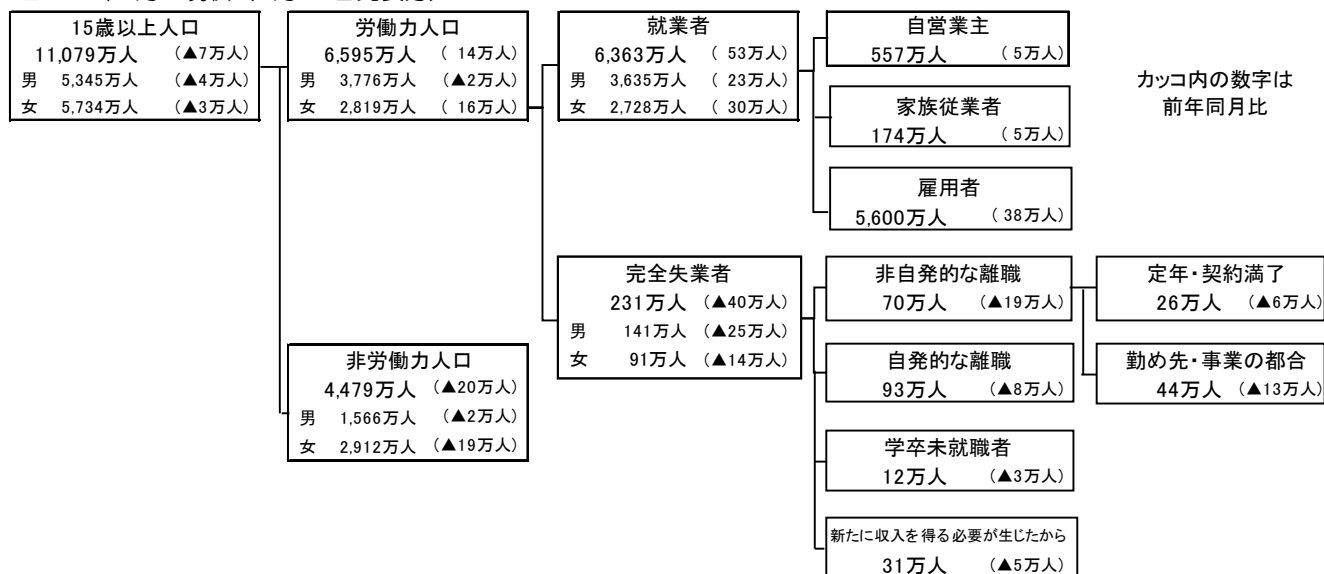 15歳以上人口
11,079万人 (▲7万人)
男 5,345万人 (▲4万人)
女 5,734万人 (▲3万人)
労働力人口
6,595万人 ( 14万人)
男 3,776万人 (▲2万人)
女 2,819万人 ( 16万人)
就業者
6,363万人 ( 53万人)
男 3,635万人 ( 23万人)
女 2,728万人 ( 30万人)
自営業主
557万人 ( 5万人)
家族従業者
174万人 ( 5万人)
雇用者
5,600万人 ( 38万人)
カッコ内の数字は
前年同月比
完全失業者
231万人 (▲40万人)
男 141万人 (▲25万人)
女 91万人 (▲14万人)
非自発的な離職
70万人 (▲19万人)
定年・契約満了
26万人 (▲6万人)
勤め先・事業の都合
44万人 (▲13万人)
自発的な離職
93万人 (▲8万人)
学卒未就職者
12万人 (▲3万人)
新たに収入を得る必要が生じたから
31万人 (▲5万人)
非労働力人口
4,479万人 (▲20万人)
男 1,566万人 (▲2万人)
女 2,912万人 (▲19万人)